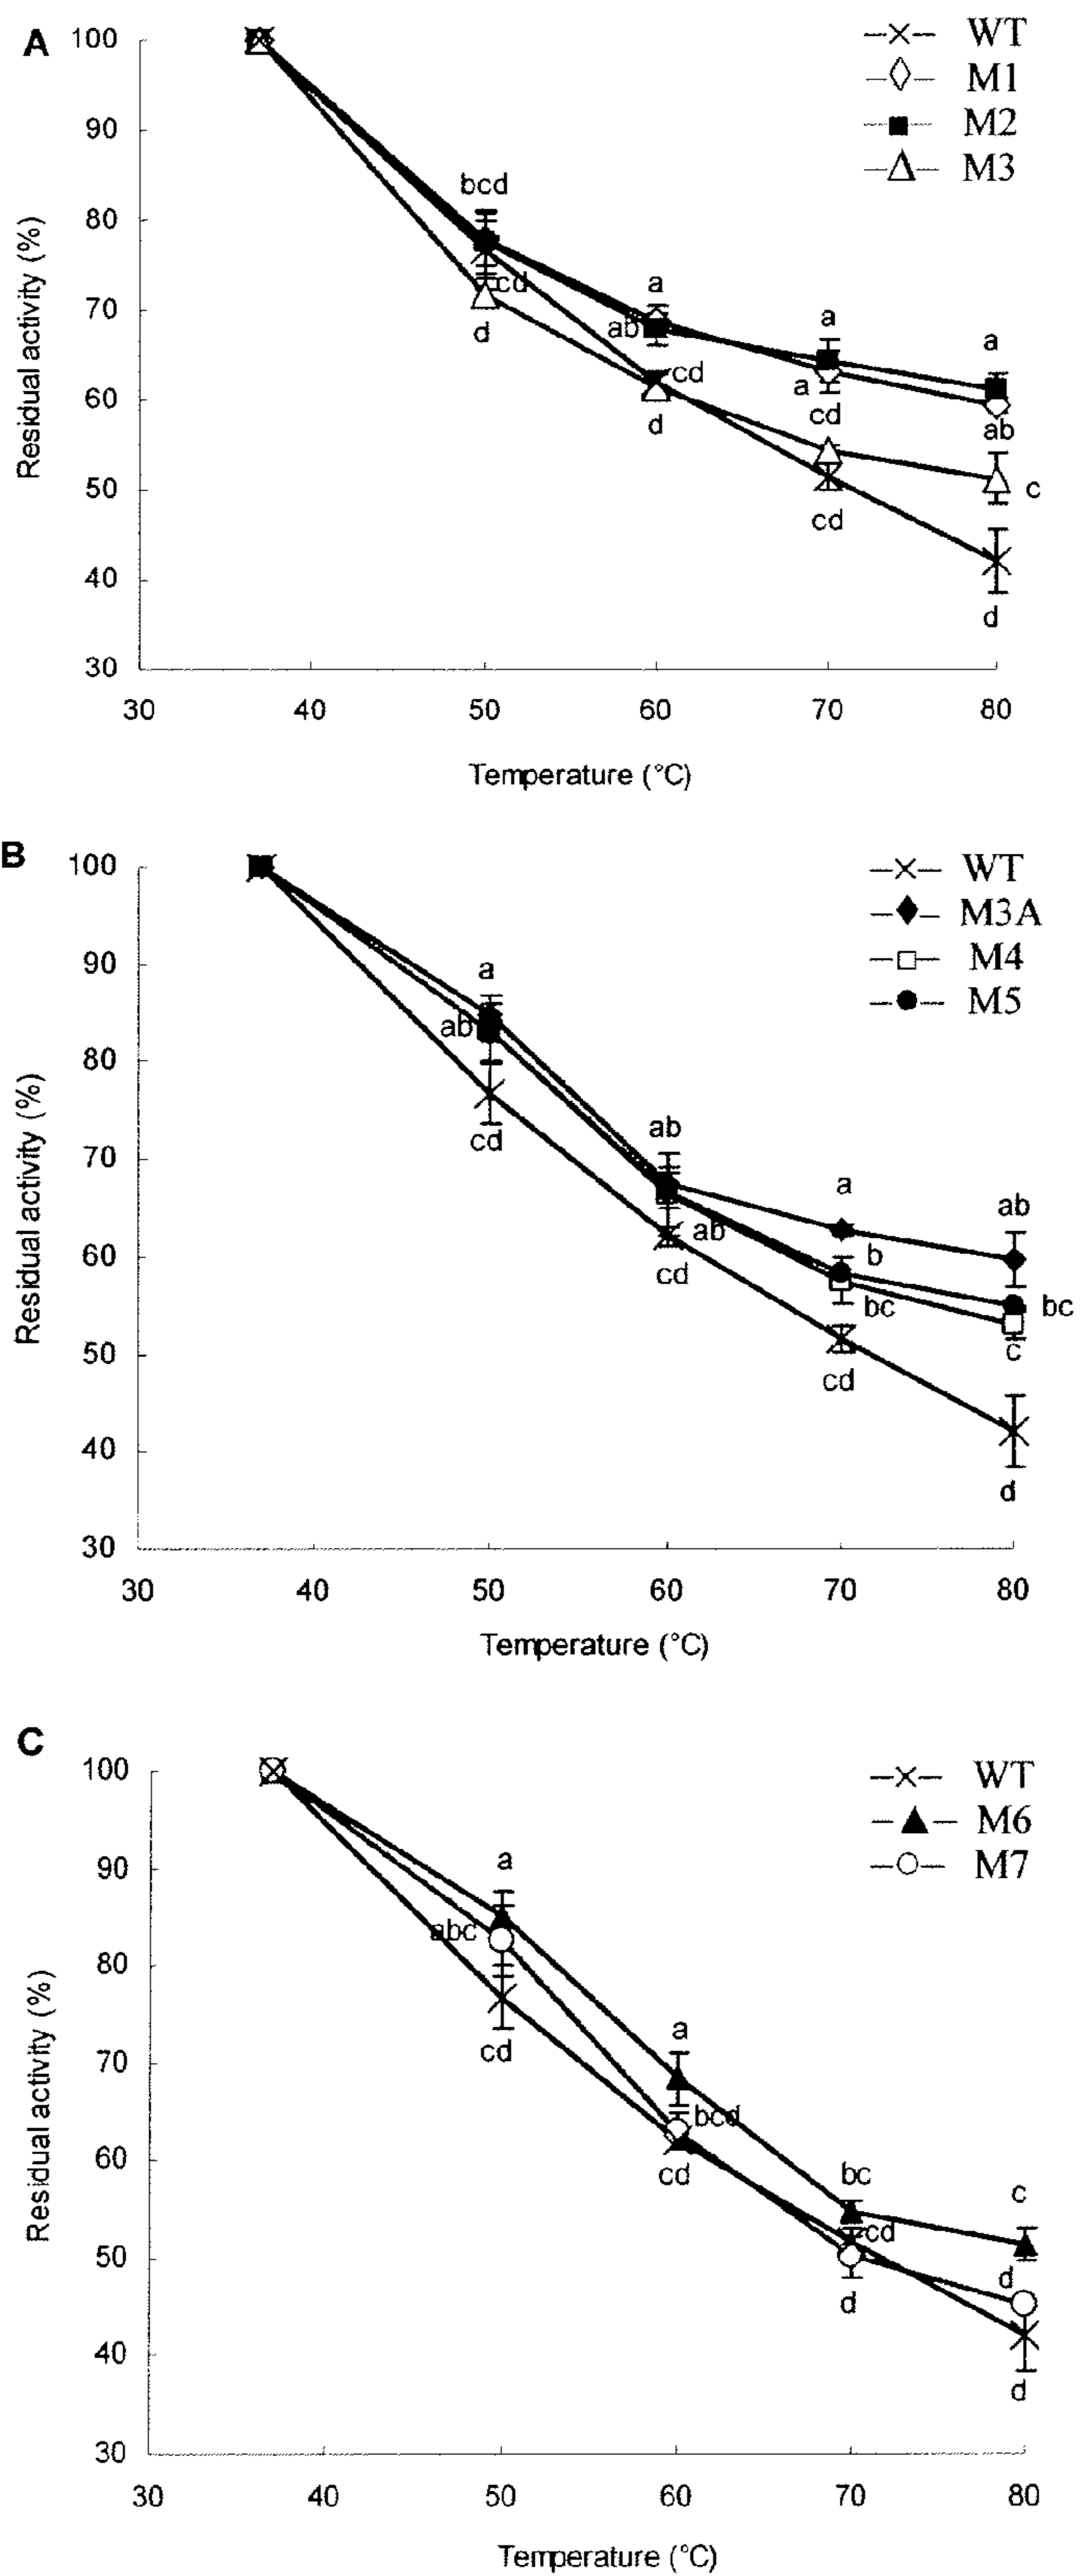 A
100
90
80
70
60
50
40
30
30 40 50 60 70 80
Residual activity (%)
Temperature (°C)
WT
M1
M2
M3
bcd
cd
d
a
ab
cd
d
a
a
cd
cd
a
ab
c
d
B
100
90
80
70
60
50
40
30
30 40 50 60 70 80
Residual activity (%)
Temperature (°C)
WT
M3A
M4
M5
a
ab
cd
ab
ab
cd
a
b
bc
cd
ab
bc
c
d
C
100
90
80
70
60
50
40
30
30 40 50 60 70 80
Residual activity (%)
Temperature (°C)
WT
M6
M7
a
abc
cd
a
bcd
cd
bc
cd
d
c
d
d